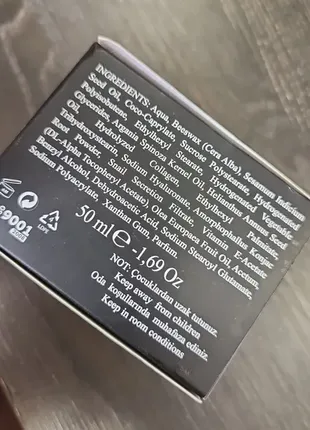 INGREDIENTS: Aqua, Sesamum Indicum
Seed Oil, Beeswax (Cera Alba), Hydrogenated
Polyisobutene, Coco-Caprylate, Sucrose Polystearate,
Glycerides, Ethylhexyl Stearate, Hydrogenated Vegetable
Oil, Argania Spinoza Kernel Oil, Helianthus Annuus Seed
Trihydroxystearin, Hydrolyzed Collagen, Ethylhexyl Palmitate,
Root Powder, Sodium Hyaluronate, Amorphophallus Konjac
(DL-Alpha Tocopheryl Acetate), Snail Secretion Filtrate, Vitamin E-Acetate
Benzyl Alcohol, Dehydroacetic Acid, Olea Europaea Fruit Oil, Acetum,
Sodium Polyacrylate, Xanthan Gum, Parfum. Sodium Stearoyl Glutamate,
50 ml e -1,69 Oz
NOT: Çocuklardan uzak tutunuz.
Keep away from children
Oda koşullarında muhafaza ediniz.
Keep in room conditions